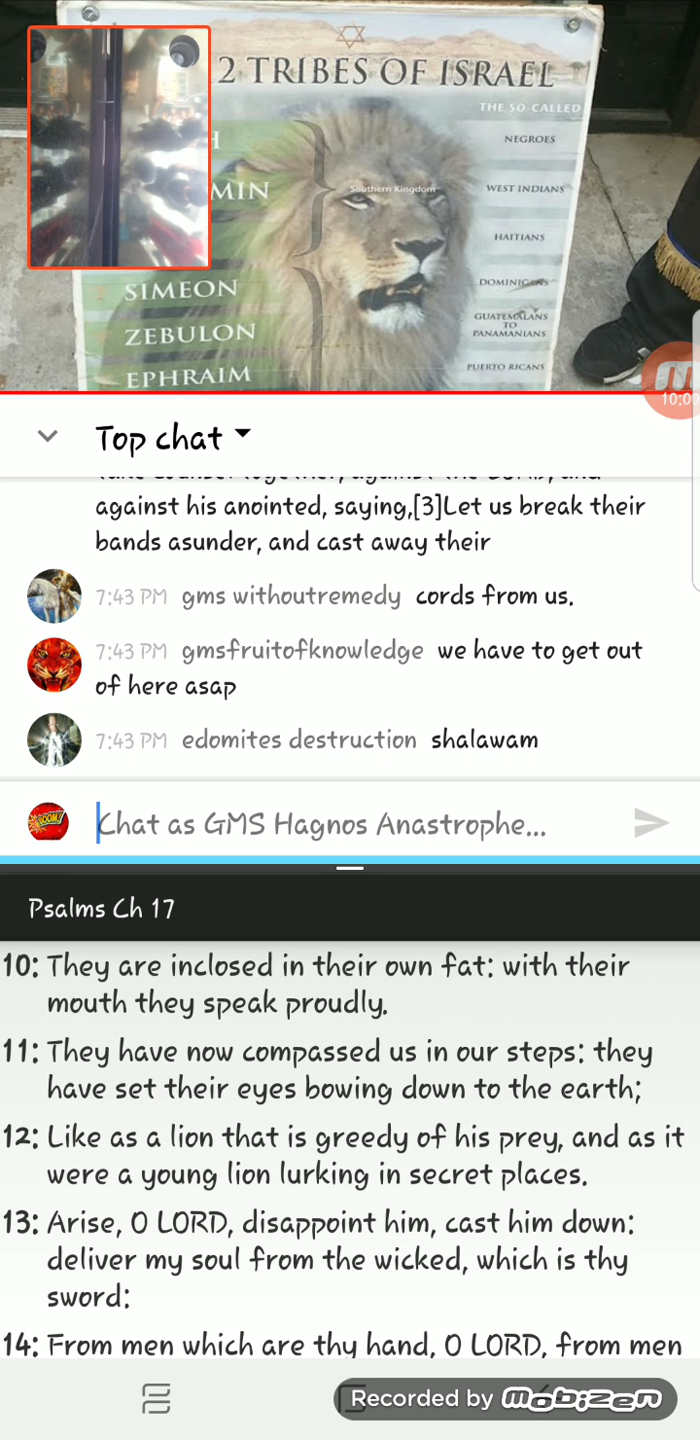 2 TRIBES OF ISRAEL
THE SO CALLED
NEGROES
MIN
Southern Kingdom
WEST INDIANS
HAITIANS
SIMEON
DOMINICANS
ZEBULON
GUATEMALANS
TO
PANAMANIANS
EPHRAIM
PUERTO RICANS
10:00
Top chat
against his anointed, saying,[3]Let us break their
bands asunder, and cast away their
7:43 PM gms withoutremedy cords from us.
7:43 PM gmsfruitofknowledge we have to get out
of here asap
7:43 PM edomites destruction shalawam
BOOM!
Chat as GMS Hagnos Anastrophe...
Psalms Ch 17
10: They are inclosed in their own fat: with their
mouth they speak proudly.
11: They have now compassed us in our steps: they
have set their eyes bowing down to the earth;
12: Like as a lion that is greedy of his prey, and as it
were a young lion lurking in secret places.
13: Arise, O LORD, disappoint him, cast him down:
deliver my soul from the wicked, which is thy
sword:
14: From men which are thy hand, O LORD, from men
Recorded by mobizen